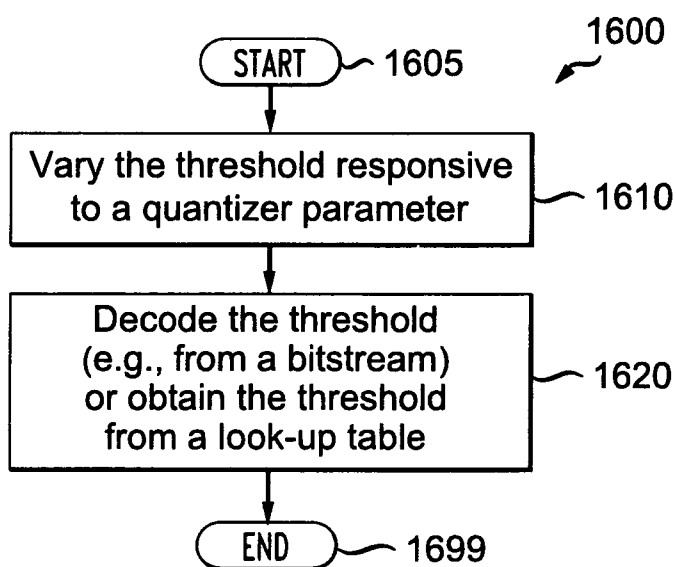 1600
START 1605
Vary the threshold responsive
to a quantizer parameter
1610
Decode the threshold
(e.g., from a bitstream)
or obtain the threshold
from a look-up table
1620
END 1699